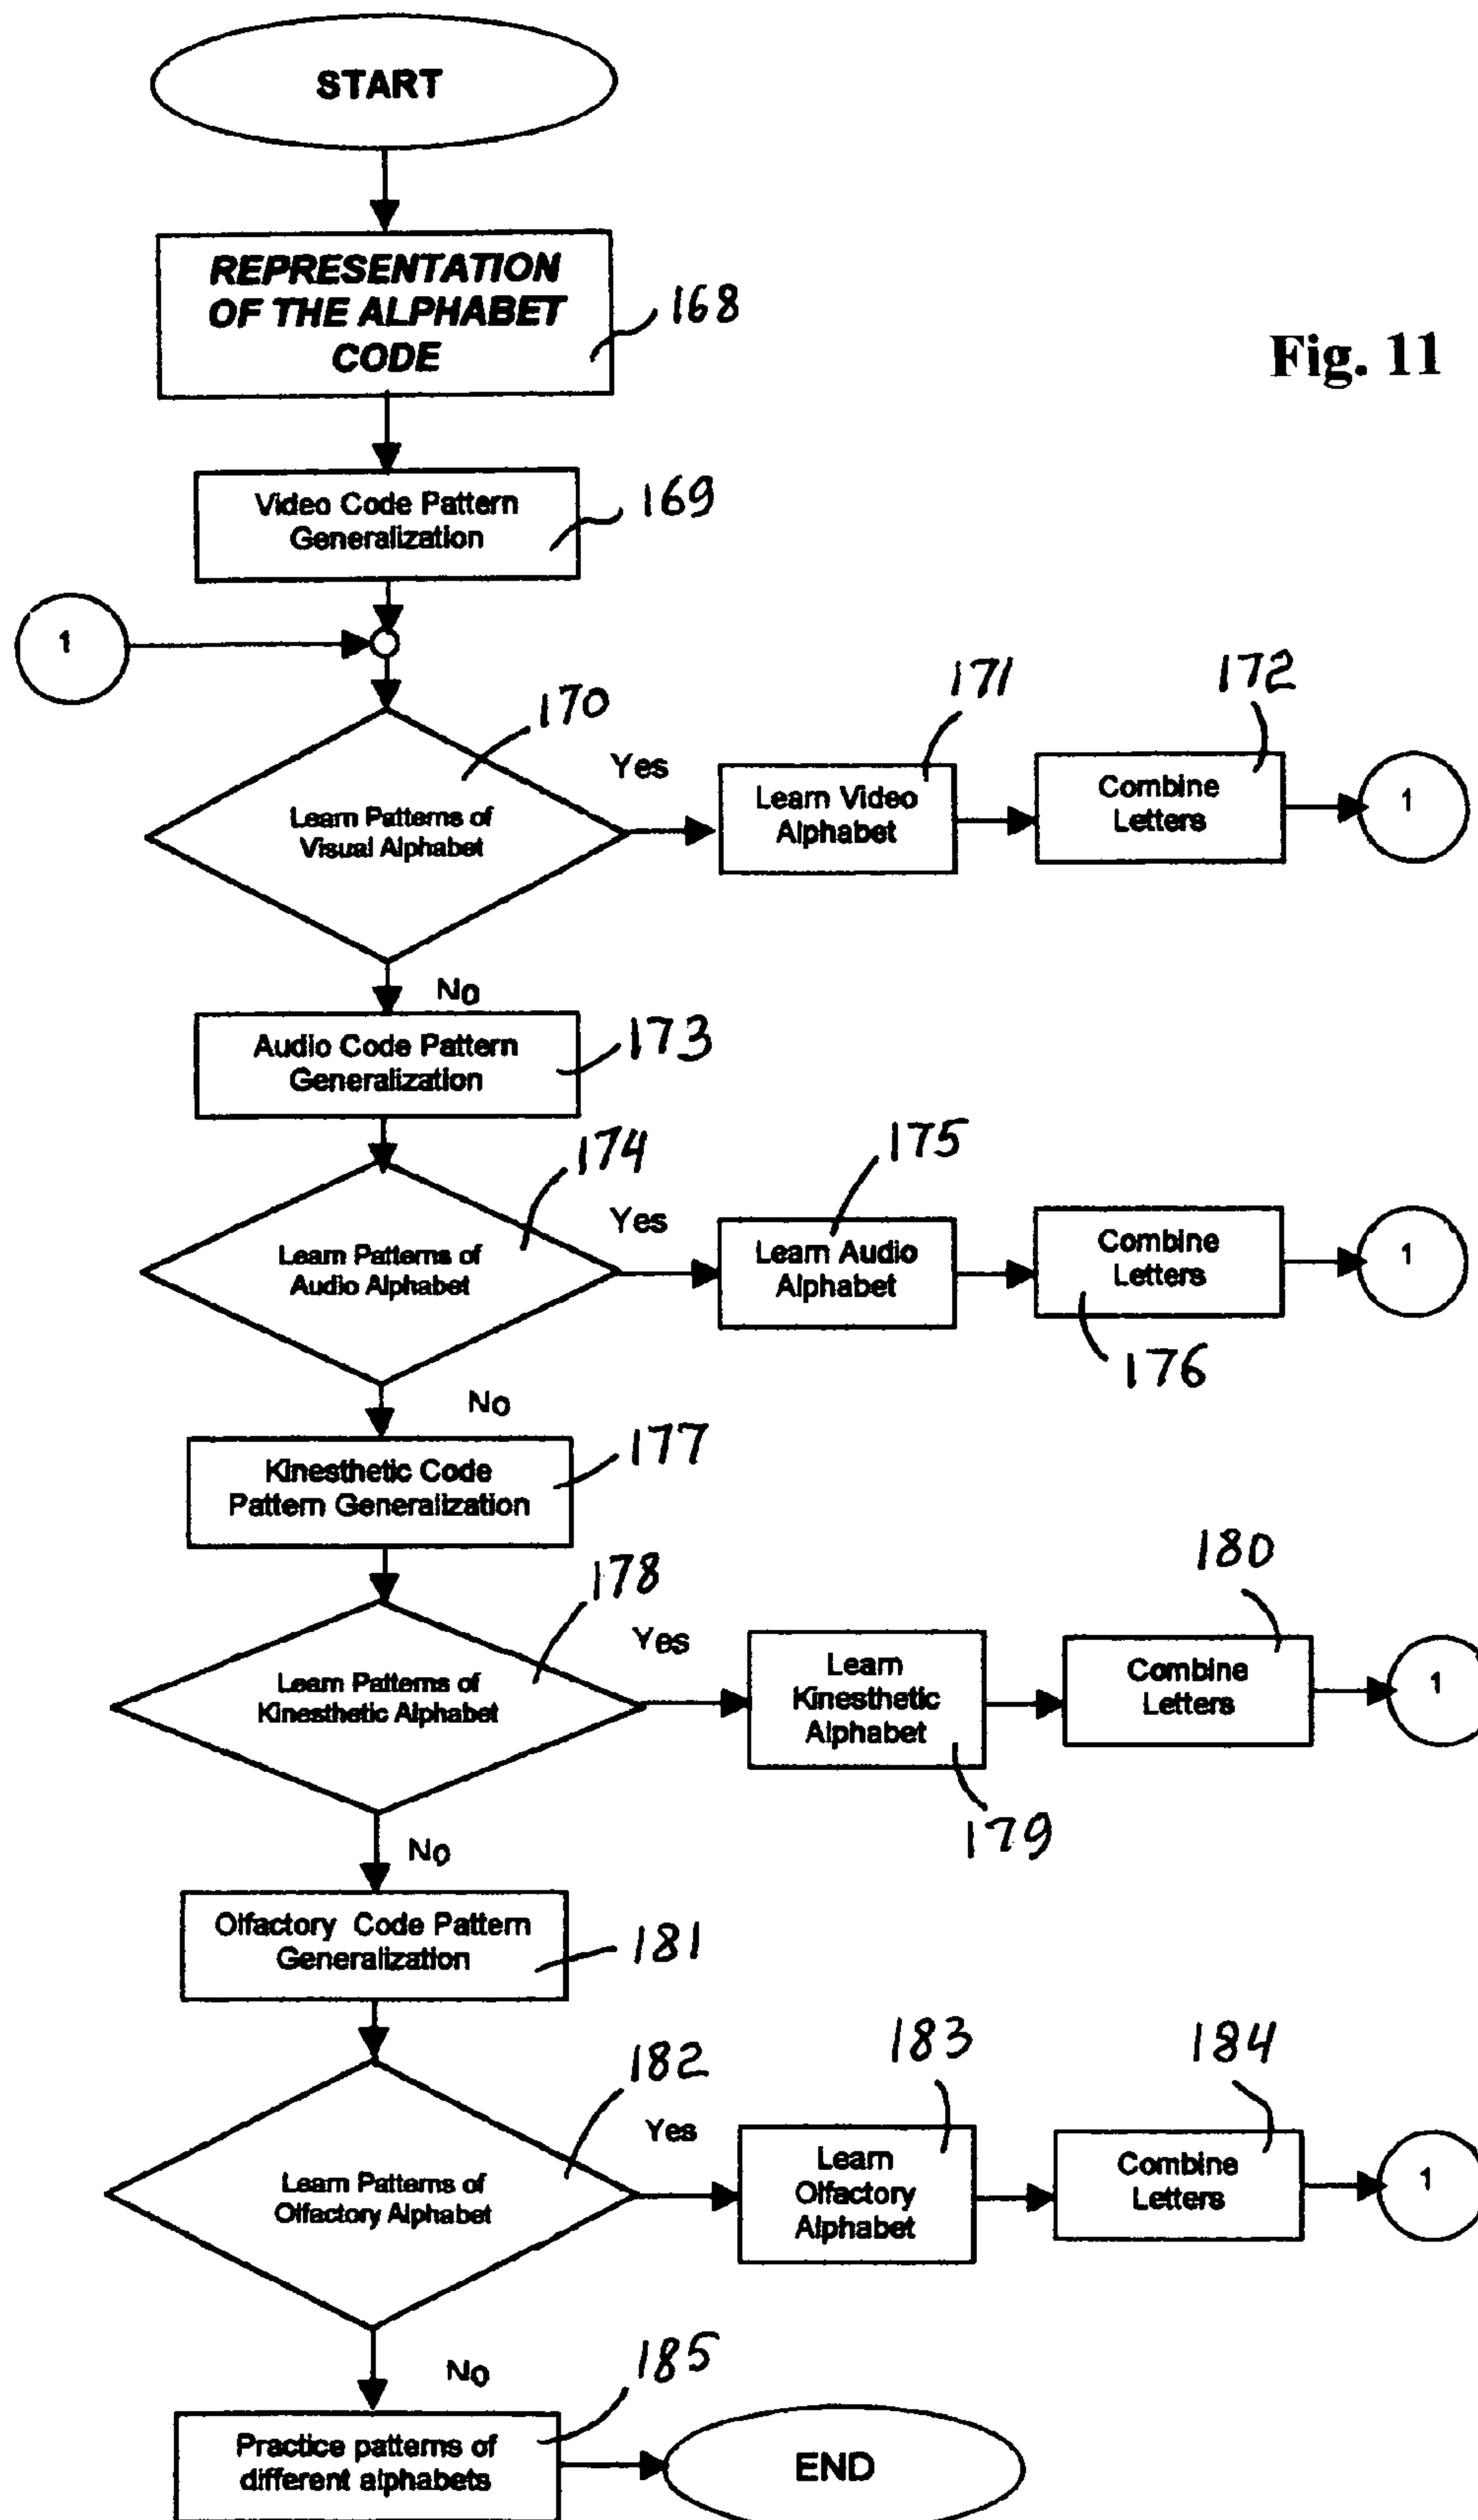 START
REPRESENTATION
OF THE ALPHABET
CODE
168
Fig. 11
Video Code Pattern
Generalization
169
1
170
Learn Patterns of
Visual Alphabet
Yes
171
Learn Video
Alphabet
172
Combine
Letters
1
No
Audio Code Pattern
Generalization
173
174
Learn Patterns of
Audio Alphabet
Yes
175
Learn Audio
Alphabet
Combine
Letters
176
1
No
Kinesthetic Code
Pattern Generalization
177
178
Learn Patterns of
Kinesthetic Alphabet
Yes
Learn
Kinesthetic
Alphabet
179
180
Combine
Letters
1
No
Olfactory Code Pattern
Generalization
181
182
Learn Patterns of
Olfactory Alphabet
Yes
183
Learn
Olfactory
Alphabet
184
Combine
Letters
1
No
185
Practice patterns of
different alphabets
END